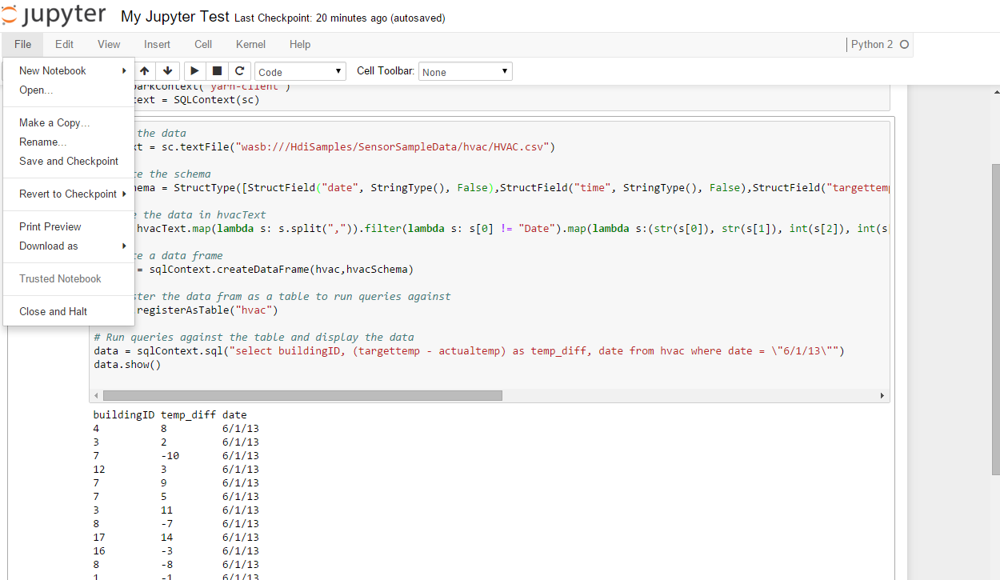 jupyter My Jupyter Test Last Checkpoint: 20 minutes ago (autosaved)
File Edit View Insert Cell Kernel Help Python 2
New Notebook
Open...
Make a Copy...
Rename...
Save and Checkpoint
Revert to Checkpoint
Print Preview
Download as
Trusted Notebook
Close and Halt
Code Cell Toolbar: None
arkContext('yarn-client')
text = SQLContext(sc)
the data
xt = sc.textFile("wasb:///HdiSamples/SensorSampleData/hvac/HVAC.csv")
te the schema
hema = StructType([StructField("date", StringType(), False),StructField("time", StringType(), False),StructField("targettemp
e the data in hvacText
hvacText.map(lambda s: s.split(",")).filter(lambda s: s[0] != "Date").map(lambda s:(str(s[0]), str(s[1]), int(s[2]), int(s
te a data frame
= sqlContext.createDataFrame(hvac,hvacSchema)
ster the data fram as a table to run queries against
registerAsTable("hvac")
# Run queries against the table and display the data
data = sqlContext.sql("select buildingID, (targettemp - actualtemp) as temp_diff, date from hvac where date = \"6/1/13\"")
data.show()
buildingID temp_diff date
4 8 6/1/13
3 2 6/1/13
7 -10 6/1/13
12 3 6/1/13
7 9 6/1/13
7 5 6/1/13
3 11 6/1/13
8 -7 6/1/13
17 14 6/1/13
16 -3 6/1/13
8 -8 6/1/13
1 -1 6/1/13